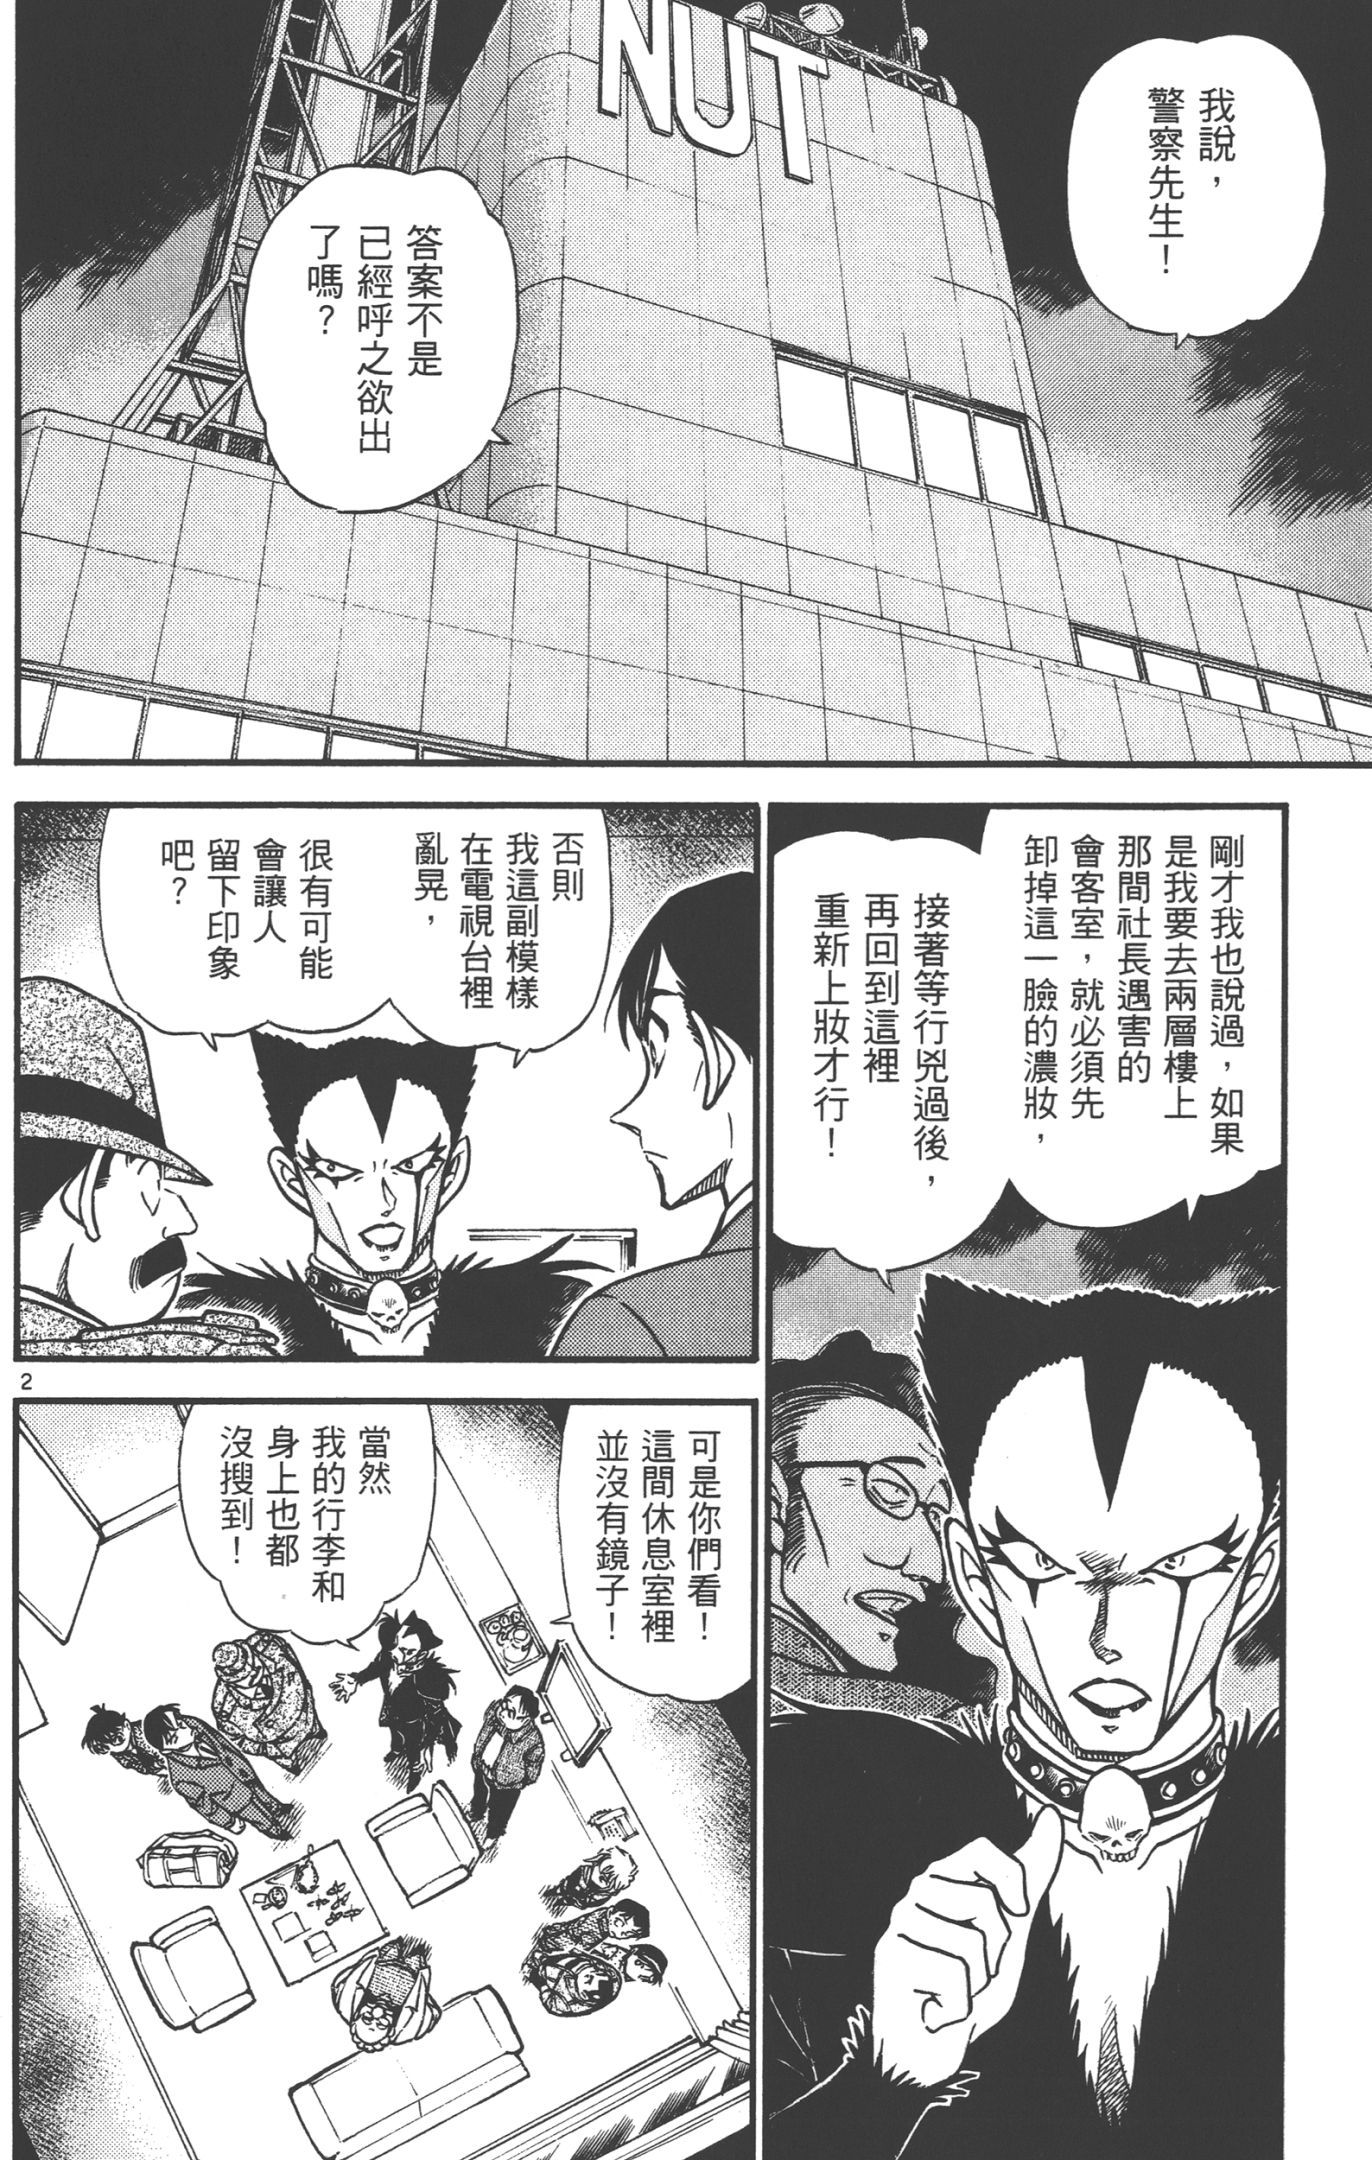 NUT
我說，
警察先生！
答案不是
已經呼之欲出
了嗎？
剛才我也說過，如果
是我要去兩層樓上
那間社長遇害的
會客室，就必須先
卸掉這一臉的濃妝，
接著等行兇過後，
再回到這裡
重新上妝才行！
否則
我這副模樣
在電視台裡
亂晃，
很有可能
會讓人
留下印象
吧？
2
可是你們看！
這間休息室裡
並沒有鏡子！
當然
我的行李和
身上也都
沒搜到！